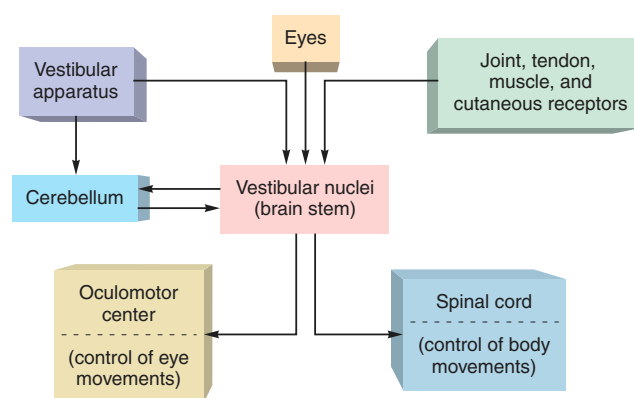 Eyes
Vestibular
apparatus
Joint, tendon,
muscle, and
cutaneous receptors
Cerebellum
Vestibular nuclei
(brain stem)
Oculomotor
center
(control of eye
movements)
Spinal cord
(control of body
movements)